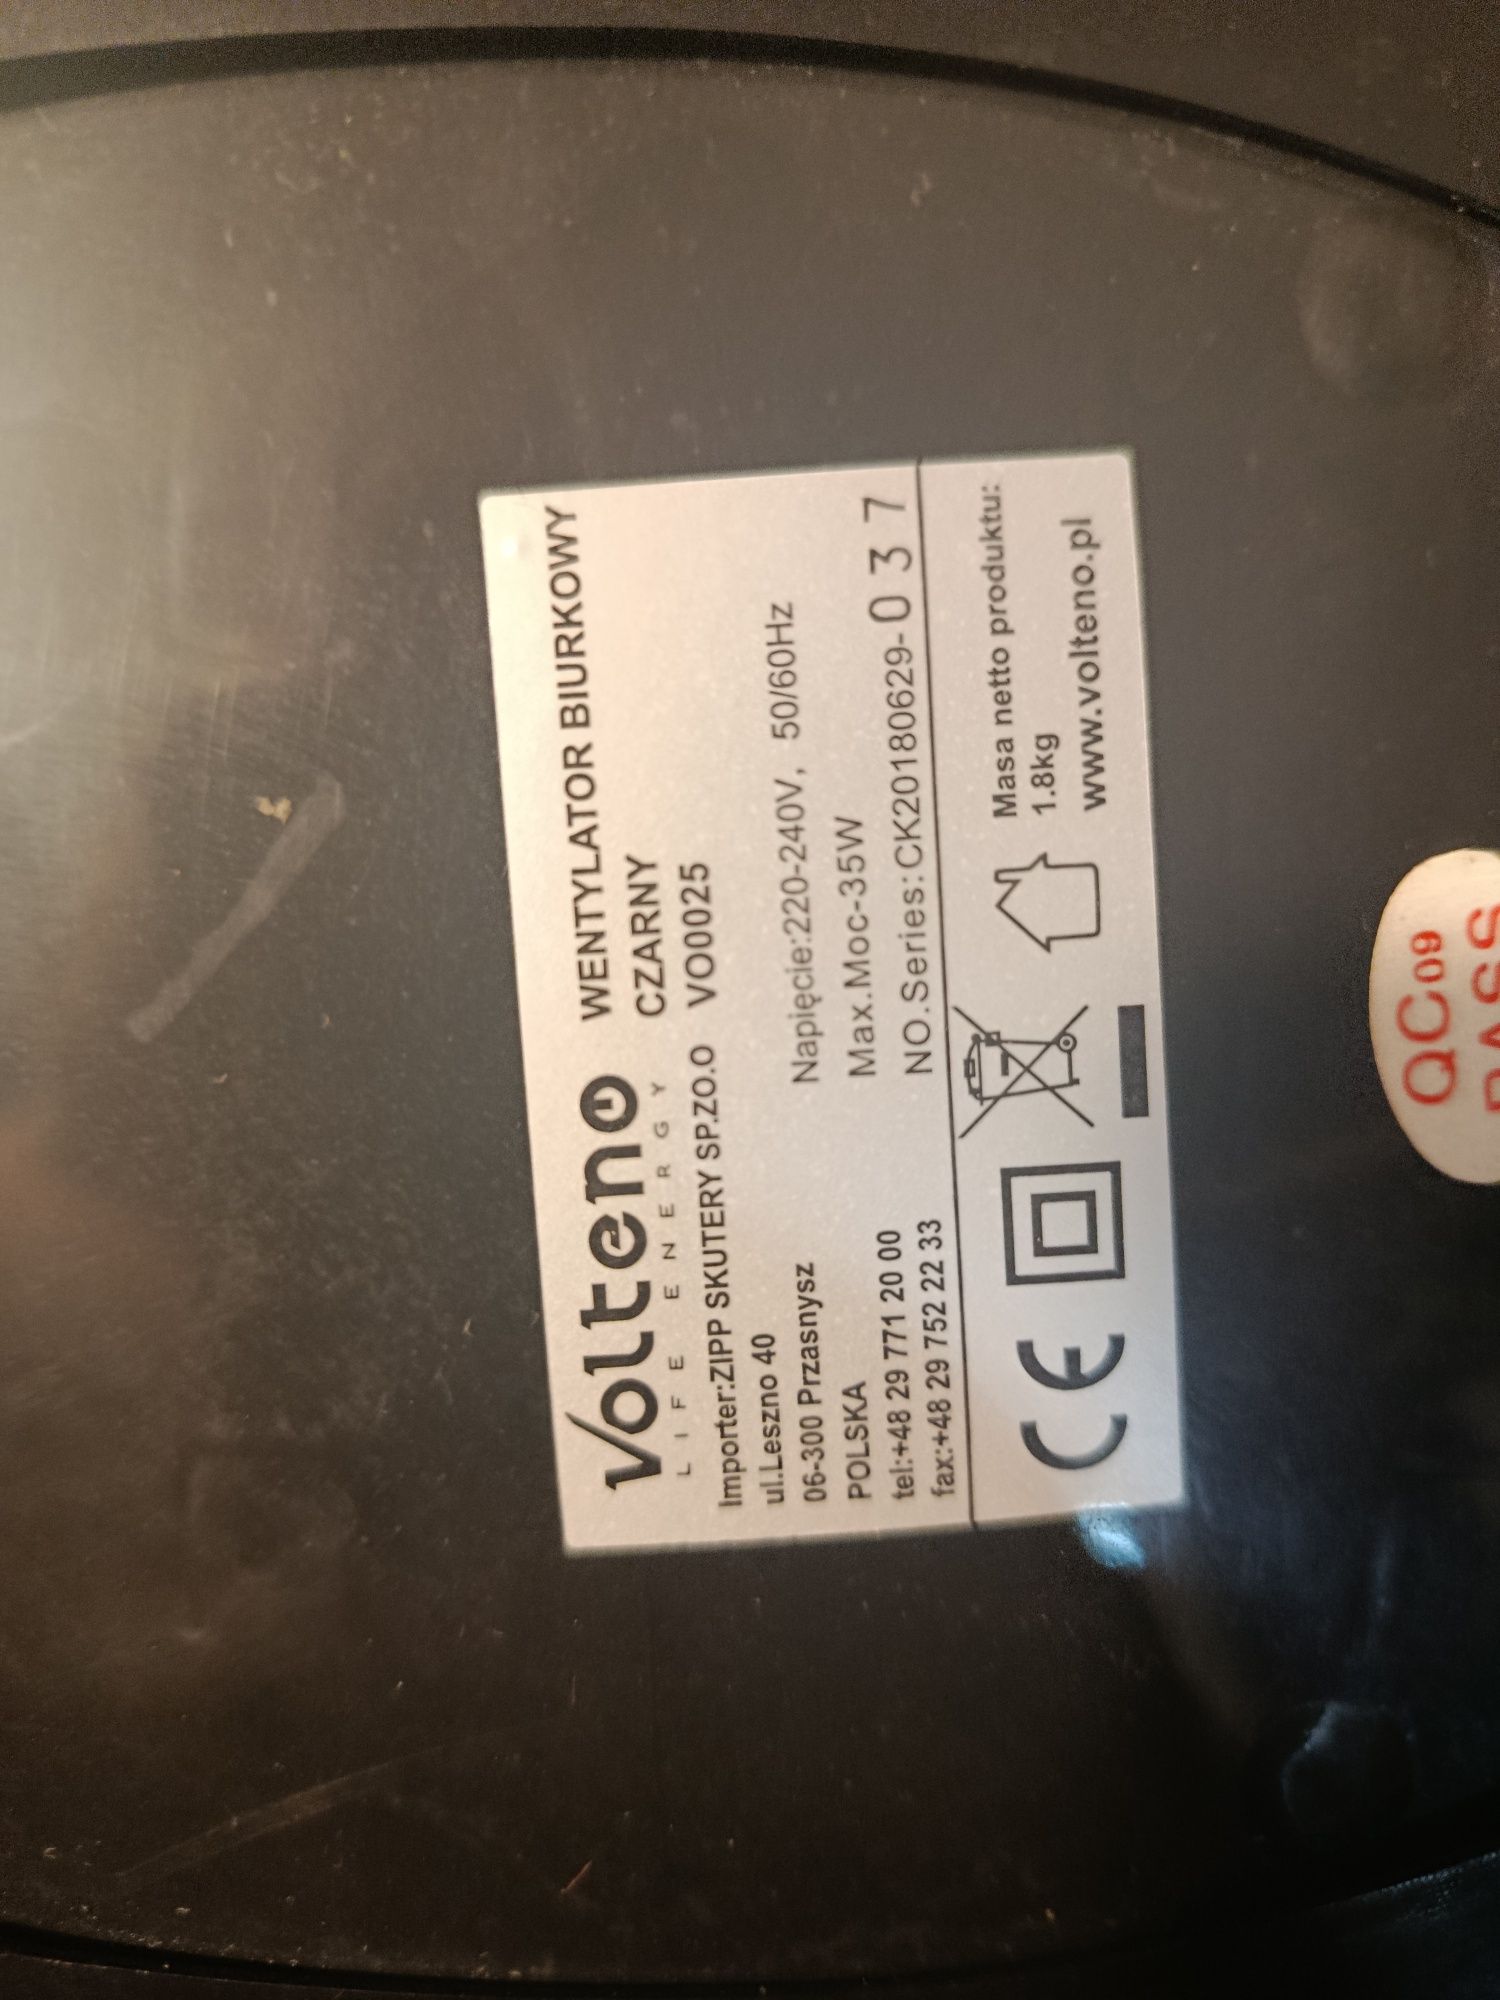 Volteno
LIFE ENERGY
WENTYLATOR BIURKOWY
CZARNY
VO0025
Importer:ZIPP SKUTERY SP.ZO.O
ul.Leszno 40
06-300 Przasnysz
POLSKA
tel:+48 29 771 20 00
fax:+48 29 752 22 33
Napięcie:220-240V, 50/60Hz
Max.Moc-35W
NO.Series:CK20180629-037
CE
Masa netto produktu:
1.8kg
www.volteno.pl
QC09
PASS